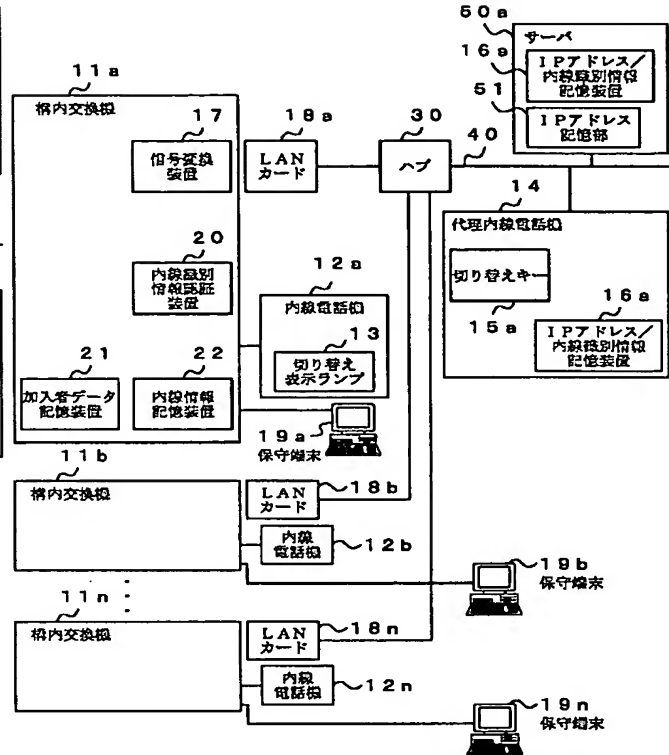 50a
サーバ
16a
IPアドレス／
内線識別情報
記憶装置
51
IPアドレス
記憶部
11a
構内交換機
17
信号変換
装置
18a
LAN
カード
30
ハブ
40
14
代理内線電話機
切り替えキー
15a
16a
IPアドレス／
内線識別情報
記憶装置
20
内線識別
情報認証
装置
12a
内線電話機
13
切り替え
表示ランプ
21
加入者データ
記憶装置
22
内線情報
記憶装置
19a
保守端末
11b
構内交換機
LAN
カード
18b
内線
電話機
12b
19b
保守端末
11n
構内交換機
LAN
カード
18n
内線
電話機
12n
19n
保守端末